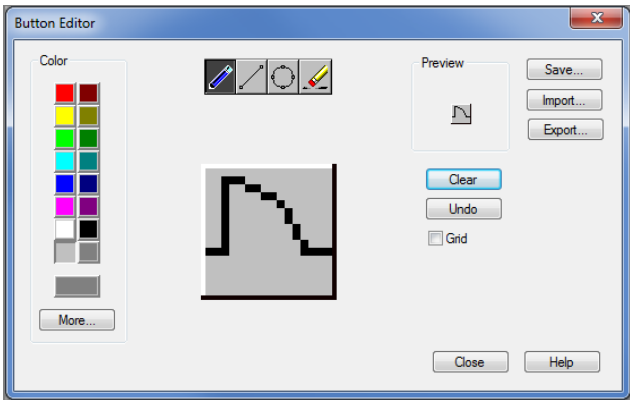 Button Editor
Color
Preview
Save...
Import...
Export...
Clear
Undo
Grid
More...
Close
Help